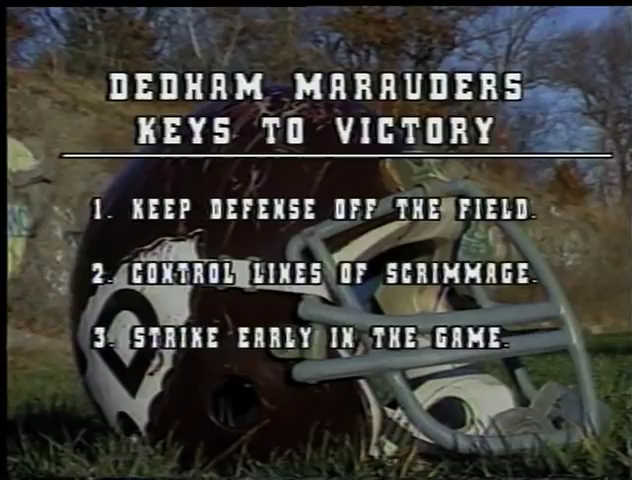 DEDHAM MARAUDERS
KEYS TO VICTORY
1. KEEP DEFENSE OFF THE FIELD.
2. CONTROL LINES OF SCRIMMAGE.
3. STRIKE EARLY IN THE GAME.
D